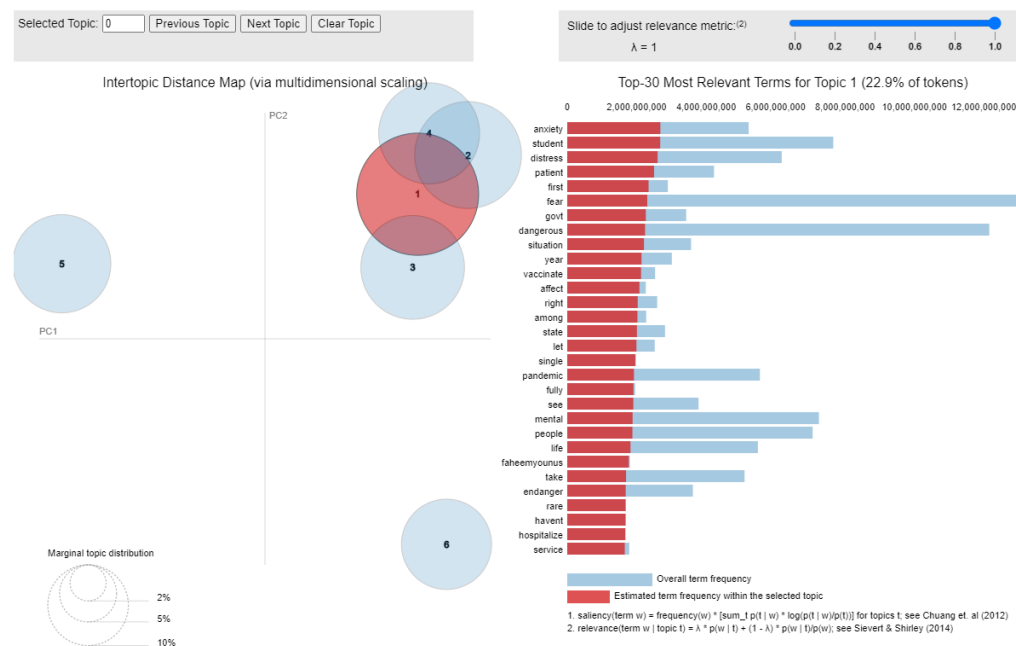 Selected Topic: 0 Previous Topic Next Topic Clear Topic
Slide to adjust relevance metric:(2)
λ = 1
0.0 0.2 0.4 0.6 0.8 1.0
Intertopic Distance Map (via multidimensional scaling)
PC2
PC1
4
2
1
3
5
6
Marginal topic distribution
2%
5%
10%
Top-30 Most Relevant Terms for Topic 1 (22.9% of tokens)
0 2,000,000,000 4,000,000,000 6,000,000,000 8,000,000,000 10,000,000,000 12,000,000,000
anxiety
student
distress
patient
first
fear
govt
dangerous
situation
year
vaccinate
affect
right
among
state
let
single
pandemic
fully
see
mental
people
life
faheemyounus
take
endanger
rare
havent
hospitalize
service
Overall term frequency
Estimated term frequency within the selected topic
1. saliency(term w) = frequency(w) * [sum_t p(t | w) * log(p(t | w)/p(t))] for topics t; see Chuang et. al (2012)
2. relevance(term w | topic t) = λ * p(w | t) + (1 - λ) * p(w | t)/p(w); see Sievert & Shirley (2014)